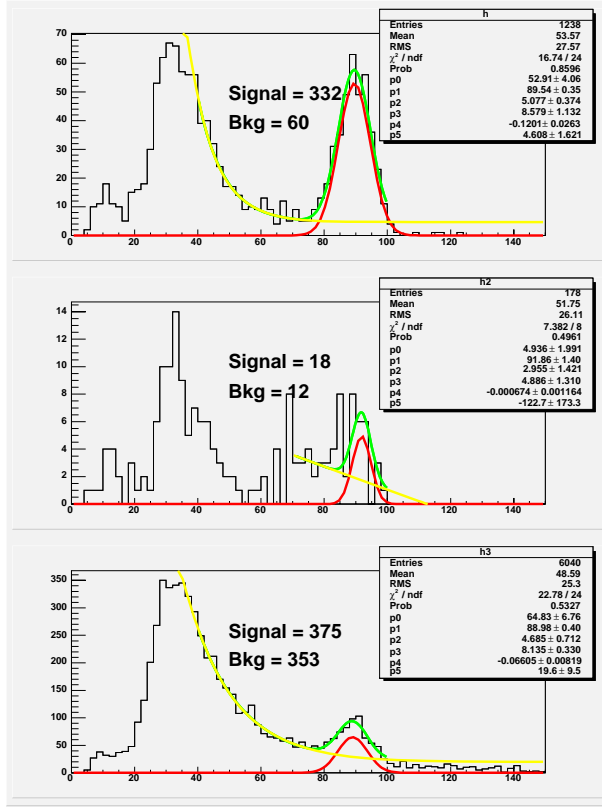 h
Entries 1238
Mean 53.57
RMS 27.57
χ² / ndf 16.74 / 24
Prob 0.8596
p0 52.91 ± 4.06
p1 89.54 ± 0.35
p2 5.077 ± 0.374
p3 8.579 ± 1.132
p4 -0.1201 ± 0.0263
p5 4.608 ± 1.621
70
60
50
40
30
20
10
0
Signal = 332
Bkg = 60
0 20 40 60 80 100 120 140
h2
Entries 178
Mean 51.75
RMS 26.11
χ² / ndf 7.382 / 8
Prob 0.4961
p0 4.936 ± 1.991
p1 91.86 ± 1.40
p2 2.955 ± 1.421
p3 4.886 ± 1.310
p4 -0.000674 ± 0.001164
p5 -122.7 ± 173.3
14
12
10
8
6
4
2
0
Signal = 18
Bkg = 12
0 20 40 60 80 100 120 140
h3
Entries 6040
Mean 48.59
RMS 25.3
χ² / ndf 22.78 / 24
Prob 0.5327
p0 64.83 ± 6.76
p1 88.98 ± 0.40
p2 4.685 ± 0.712
p3 8.135 ± 0.330
p4 -0.06605 ± 0.00819
p5 19.6 ± 9.5
350
300
250
200
150
100
50
0
Signal = 375
Bkg = 353
0 20 40 60 80 100 120 140